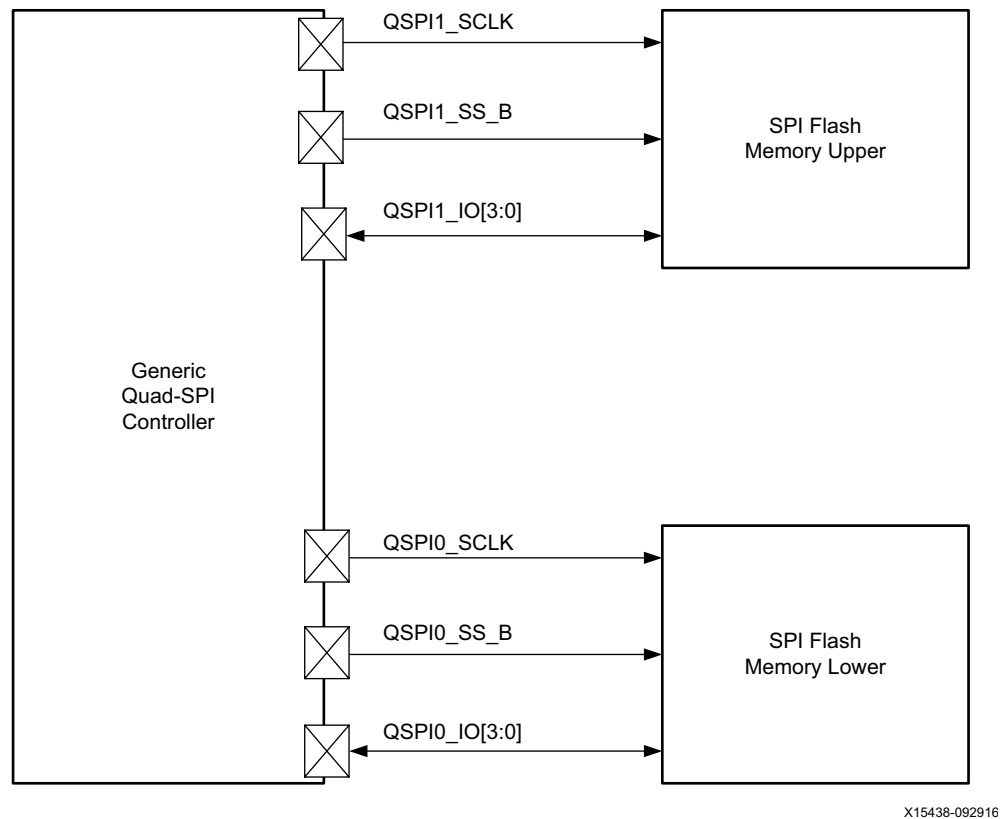 QSPI1_SCLK
QSPI1_SS_B
QSPI1_IO[3:0]
SPI Flash
Memory Upper
Generic
Quad-SPI
Controller
QSPI0_SCLK
QSPI0_SS_B
QSPI0_IO[3:0]
SPI Flash
Memory Lower
X15438-092916